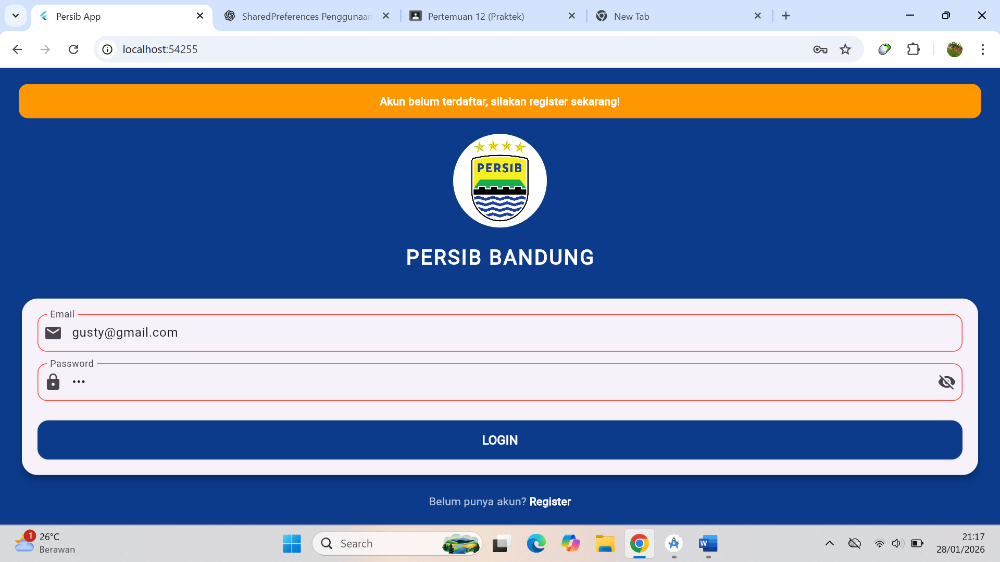 Persib App
SharedPreferences Penggunaan
Pertemuan 12 (Praktek)
New Tab
localhost:54255
Akun belum terdaftar, silakan register sekarang!
PERSIB
PERSIB BANDUNG
Email
gusty@gmail.com
Password
•••
LOGIN
Belum punya akun? Register
1
26°C
Berawan
Search
W
21:17
28/01/2026